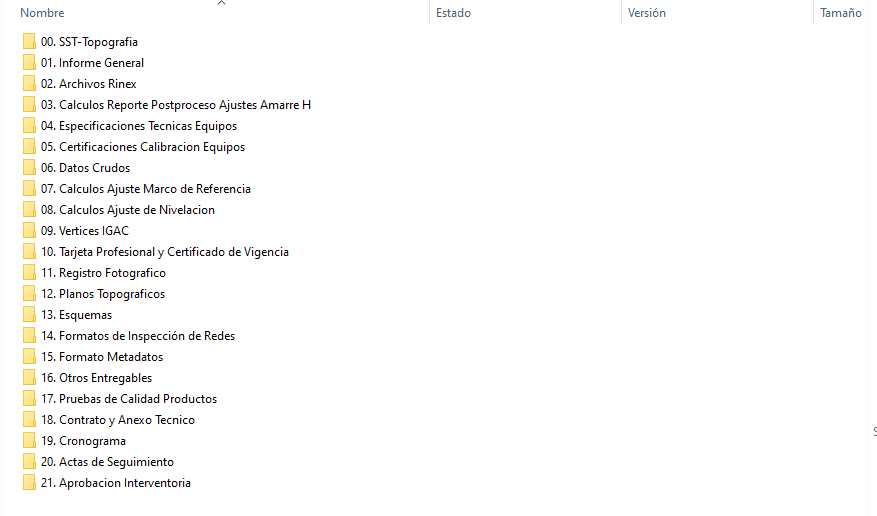 Nombre Estado Versión Tamaño
00. SST-Topografia
01. Informe General
02. Archivos Rinex
03. Calculos Reporte Postproceso Ajustes Amarre H
04. Especificaciones Tecnicas Equipos
05. Certificaciones Calibracion Equipos
06. Datos Crudos
07. Calculos Ajuste Marco de Referencia
08. Calculos Ajuste de Nivelacion
09. Vertices IGAC
10. Tarjeta Profesional y Certificado de Vigencia
11. Registro Fotografico
12. Planos Topograficos
13. Esquemas
14. Formatos de Inspección de Redes
15. Formato Metadatos
16. Otros Entregables
17. Pruebas de Calidad Productos
18. Contrato y Anexo Tecnico
19. Cronograma
20. Actas de Seguimiento
21. Aprobacion Interventoria